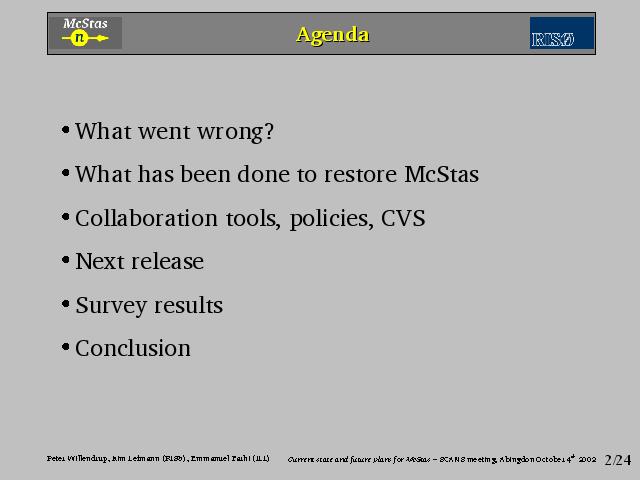 McStas
n
Agenda
RISØ
• What went wrong?
• What has been done to restore McStas
• Collaboration tools, policies, CVS
• Next release
• Survey results
• Conclusion
Peter Willendrup, Kim Lefmann (RISØ), Emmanuel Farhi (ILL) Current state and future plans for McStas – SCANS meeting, Abingdon October 4th 2002 2/24